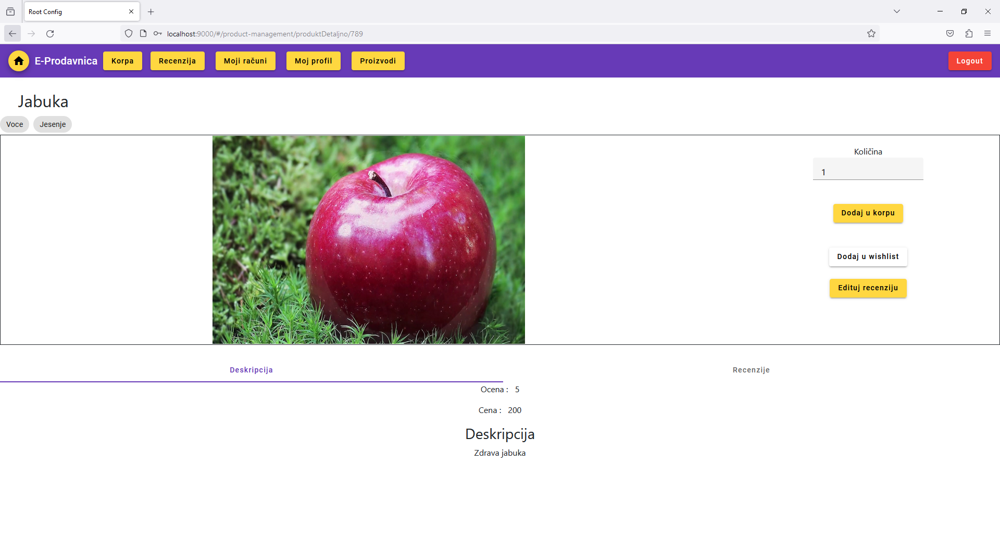 Root Config
localhost:9000/#/product-management/produktDetaljno/789
E-Prodavnica Korpa Recenzija Moji računi Moj profil Proizvodi Logout
Jabuka
Voce Jesenje
Količina
1
Dodaj u korpu
Dodaj u wishlist
Edituj recenziju
Deskripcija Recenzije
Ocena : 5
Cena : 200
Deskripcija
Zdrava jabuka